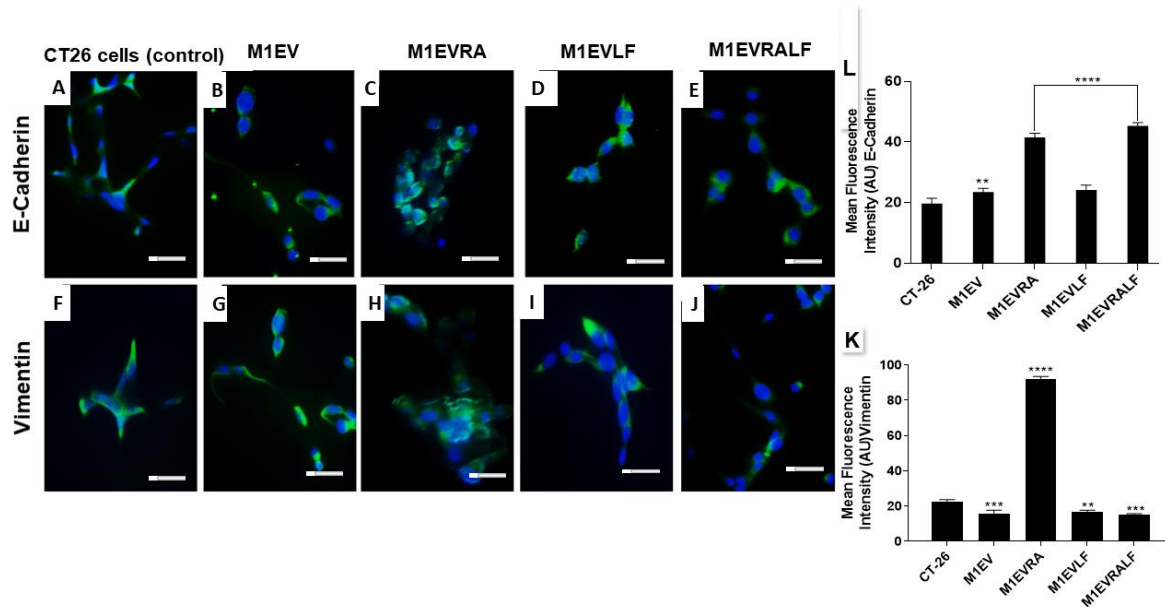 CT26 cells (control)
M1EV
M1EVRA
M1EVLF
M1EVRALF
E-Cadherin
A
B
C
D
E
Vimentin
F
G
H
I
J
L
Mean Fluorescence
Intensity (AU) E-Cadherin
60
40
20
0
**
****
CT-26
M1EV
M1EVRA
M1EVLF
M1EVRALF
K
Mean Fluorescence
Intensity (AU)Vimentin
100
80
60
40
20
0
***
****
**
***
CT-26
M1EV
M1EVRA
M1EVLF
M1EVRALF